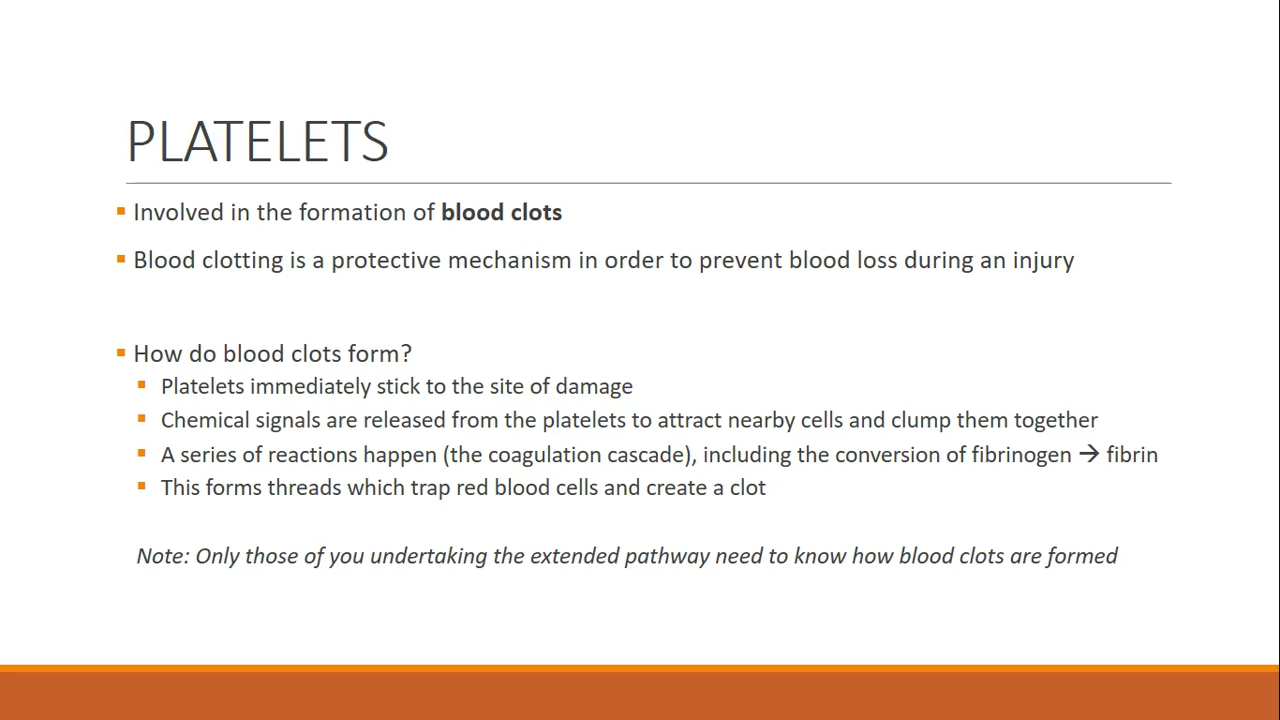 PLATELETS
Involved in the formation of blood clots
Blood clotting is a protective mechanism in order to prevent blood loss during an injury
How do blood clots form?
Platelets immediately stick to the site of damage
Chemical signals are released from the platelets to attract nearby cells and clump them together
A series of reactions happen (the coagulation cascade), including the conversion of fibrinogen → fibrin
This forms threads which trap red blood cells and create a clot
Note: Only those of you undertaking the extended pathway need to know how blood clots are formed